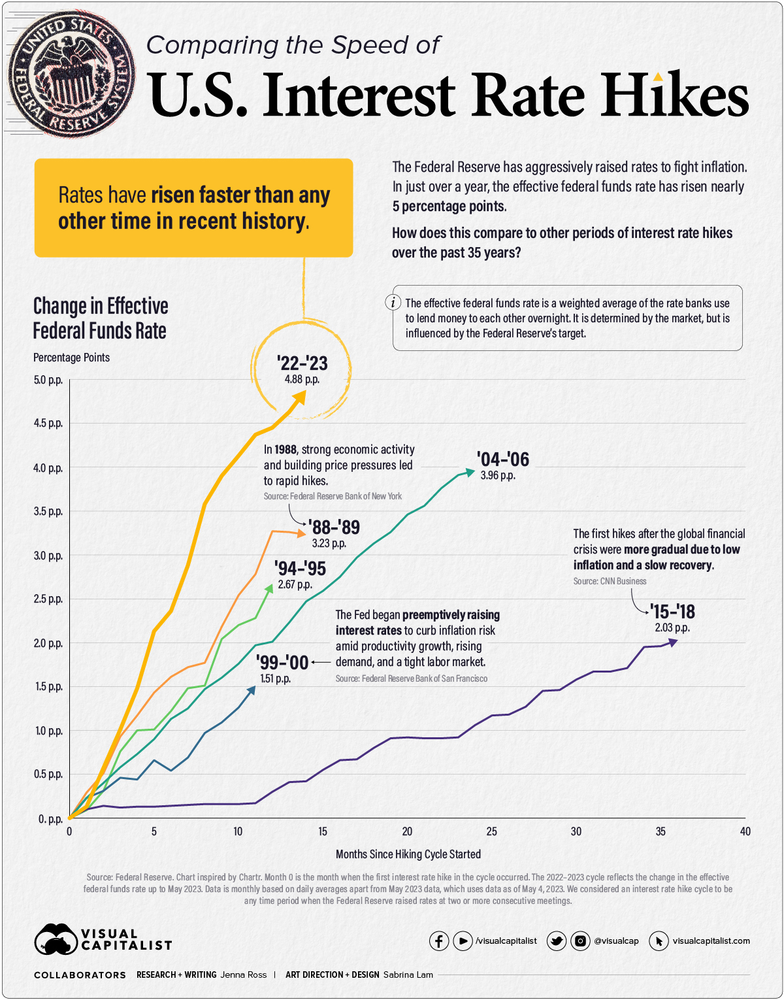 UNITED STATES
FEDERAL RESERVE SYSTEM
Comparing the Speed of
U.S. Interest Rate Hikes
Rates have risen faster than any
other time in recent history.
The Federal Reserve has aggressively raised rates to fight inflation.
In just over a year, the effective federal funds rate has risen nearly
5 percentage points.
How does this compare to other periods of interest rate hikes
over the past 35 years?
i
The effective federal funds rate is a weighted average of the rate banks use
to lend money to each other overnight. It is determined by the market, but is
influenced by the Federal Reserve's target.
Change in Effective
Federal Funds Rate
Percentage Points
5.0 p.p.
4.5 p.p.
4.0 p.p.
3.5 p.p.
3.0 p.p.
2.5 p.p.
2.0 p.p.
1.5 p.p.
1.0 p.p.
0.5 p.p.
0. p.p.
'22–'23
4.88 p.p.
In 1988, strong economic activity
and building price pressures led
to rapid hikes.
Source: Federal Reserve Bank of New York
'88–'89
3.23 p.p.
'04–'06
3.96 p.p.
'94–'95
2.67 p.p.
The first hikes after the global financial
crisis were more gradual due to low
inflation and a slow recovery.
Source: CNN Business
'15–'18
2.03 p.p.
The Fed began preemptively raising
interest rates to curb inflation risk
amid productivity growth, rising
demand, and a tight labor market.
Source: Federal Reserve Bank of San Francisco
'99–'00
1.51 p.p.
0 5 10 15 20 25 30 35 40
Months Since Hiking Cycle Started
Source: Federal Reserve. Chart inspired by Chartr. Month 0 is the month when the first interest rate hike in the cycle occurred. The 2022–2023 cycle reflects the change in the effective
federal funds rate up to May 2023. Data is monthly based on daily averages apart from May 2023 data, which uses data as of May 4, 2023. We considered an interest rate hike cycle to be
any time period when the Federal Reserve raised rates at two or more consecutive meetings.
VISUAL
CAPITALIST
/visualcapitalist @visualcap visualcapitalist.com
COLLABORATORS RESEARCH + WRITING Jenna Ross | ART DIRECTION + DESIGN Sabrina Lam